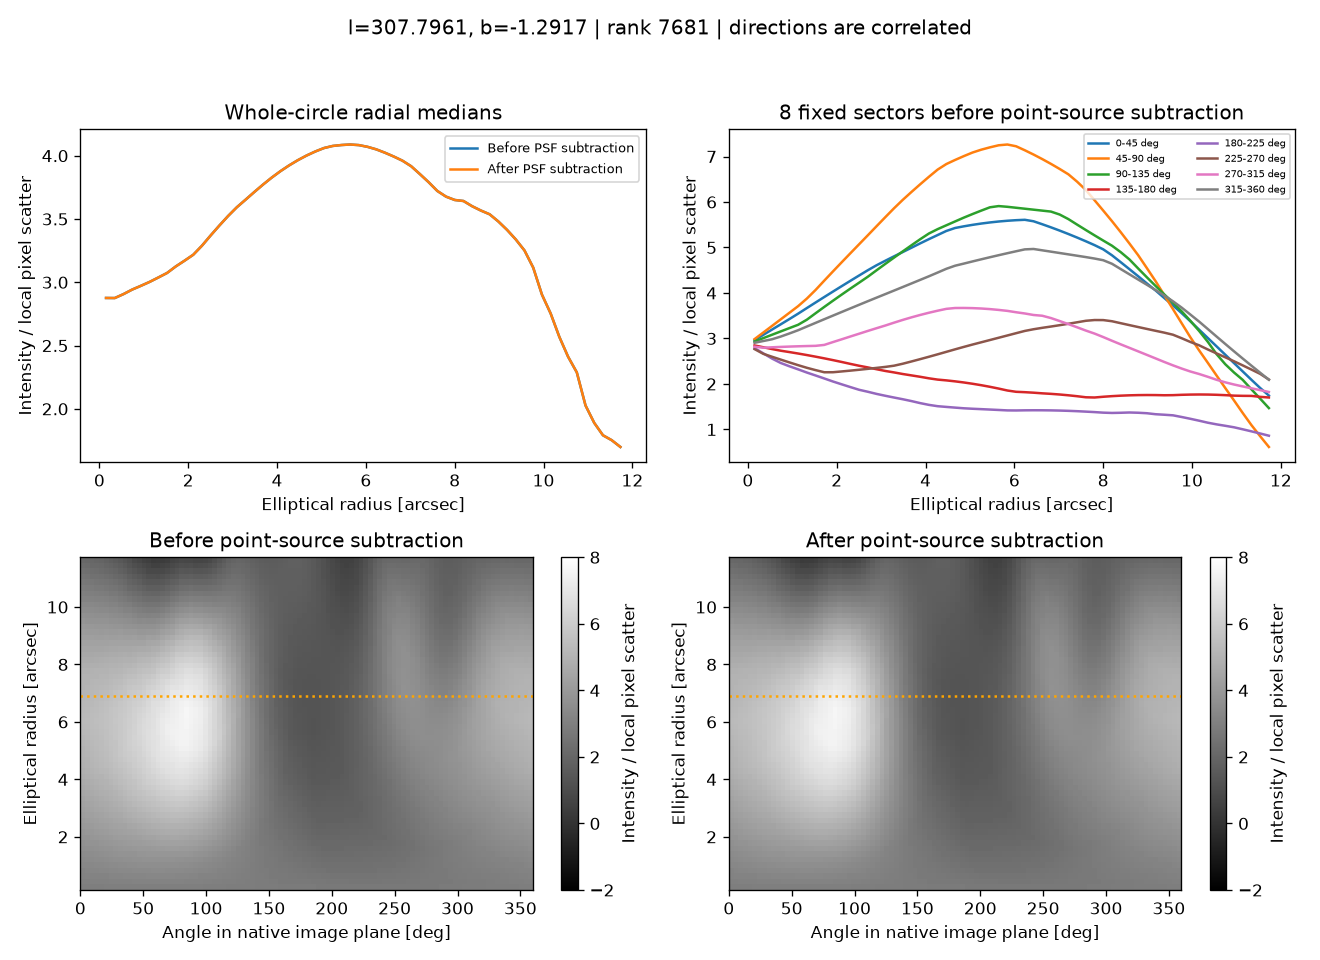 l=307.7961, b=-1.2917 | rank 7681 | directions are correlated
Whole-circle radial medians
Before PSF subtraction
After PSF subtraction
4.0
3.5
3.0
2.5
2.0
Intensity / local pixel scatter
0 2 4 6 8 10 12
Elliptical radius [arcsec]
8 fixed sectors before point-source subtraction
0-45 deg
45-90 deg
90-135 deg
135-180 deg
180-225 deg
225-270 deg
270-315 deg
315-360 deg
7
6
5
4
3
2
1
Intensity / local pixel scatter
0 2 4 6 8 10 12
Elliptical radius [arcsec]
Before point-source subtraction
10
8
6
4
2
Elliptical radius [arcsec]
0 50 100 150 200 250 300 350
Angle in native image plane [deg]
8
6
4
2
0
−2
Intensity / local pixel scatter
After point-source subtraction
10
8
6
4
2
Elliptical radius [arcsec]
0 50 100 150 200 250 300 350
Angle in native image plane [deg]
8
6
4
2
0
−2
Intensity / local pixel scatter